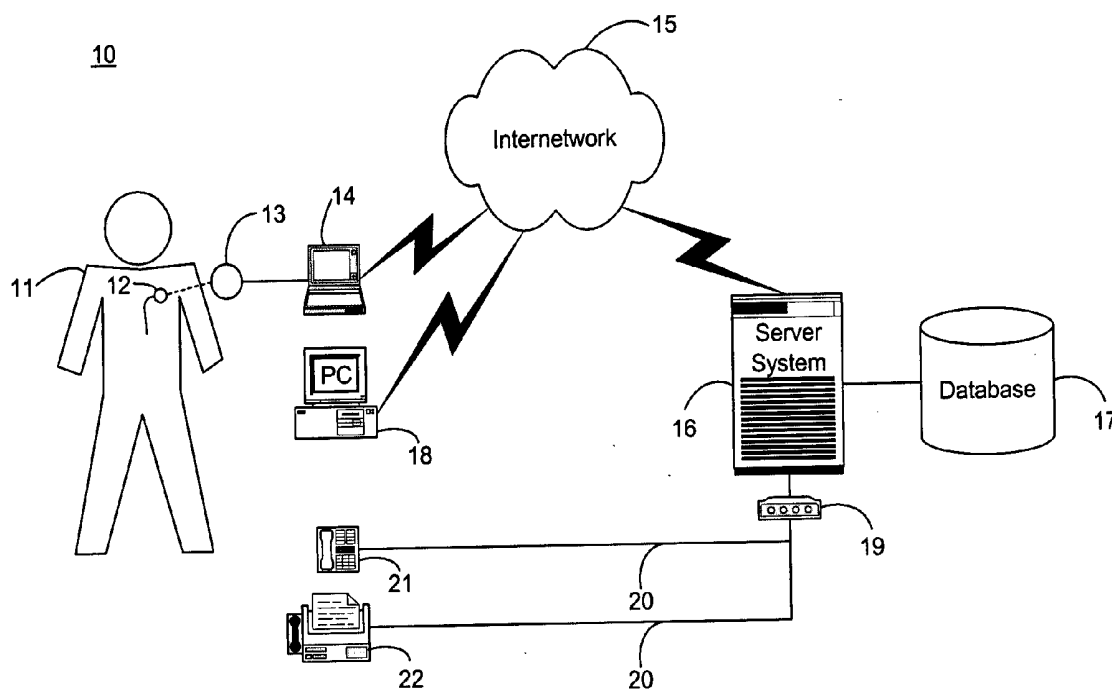 10
15
Internetwork
14
13
12
11
PC
18
Server
System
16
Database
17
19
21
20
22
20